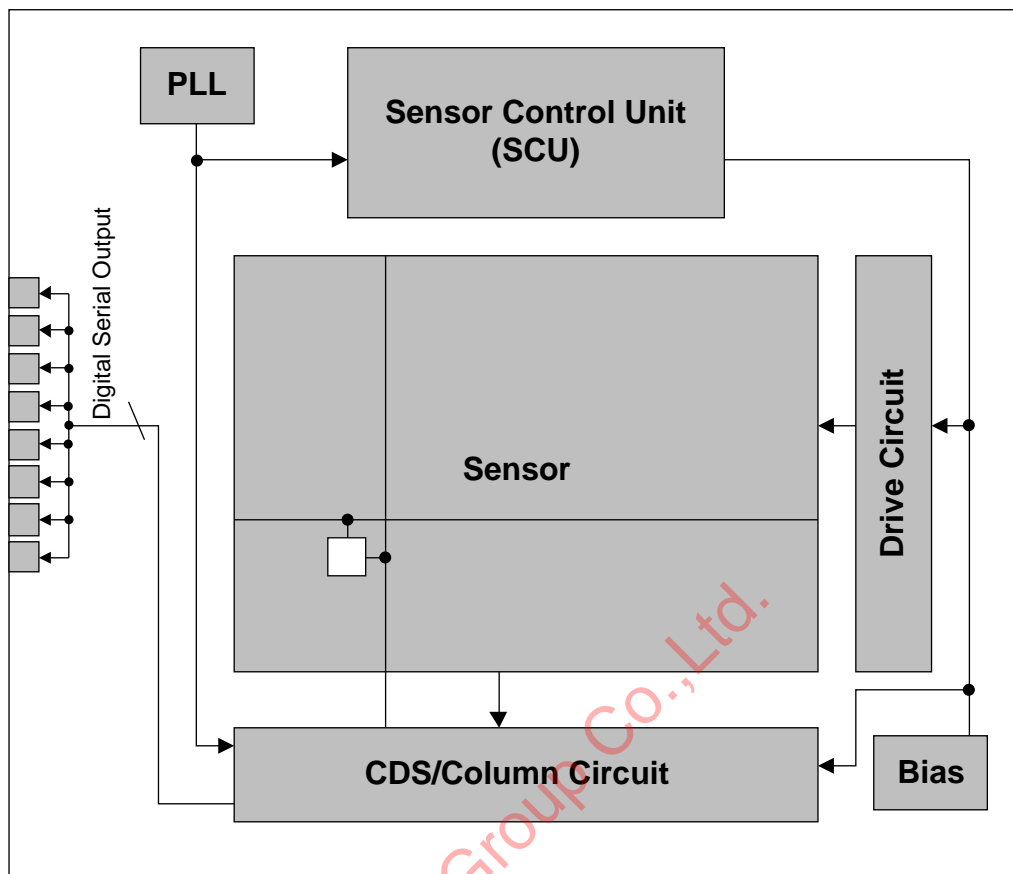 PLL
Sensor Control Unit
(SCU)
Digital Serial Output
Sensor
Drive Circuit
CDS/Column Circuit
Bias
Group Co.,Ltd.